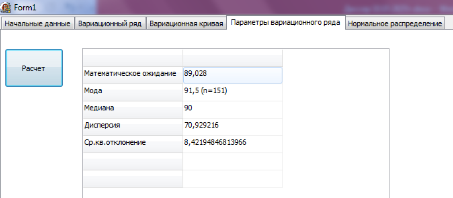 Form1
Начальные данные Вариационный ряд Вариационная кривая Параметры вариационного ряда Нормальное распределение
Расчет
Математическое ожидание 89,028
Мода 91,5 (n=151)
Медиана 90
Дисперсия 70,929216
Ср.кв.отклонение 8,42194846813966